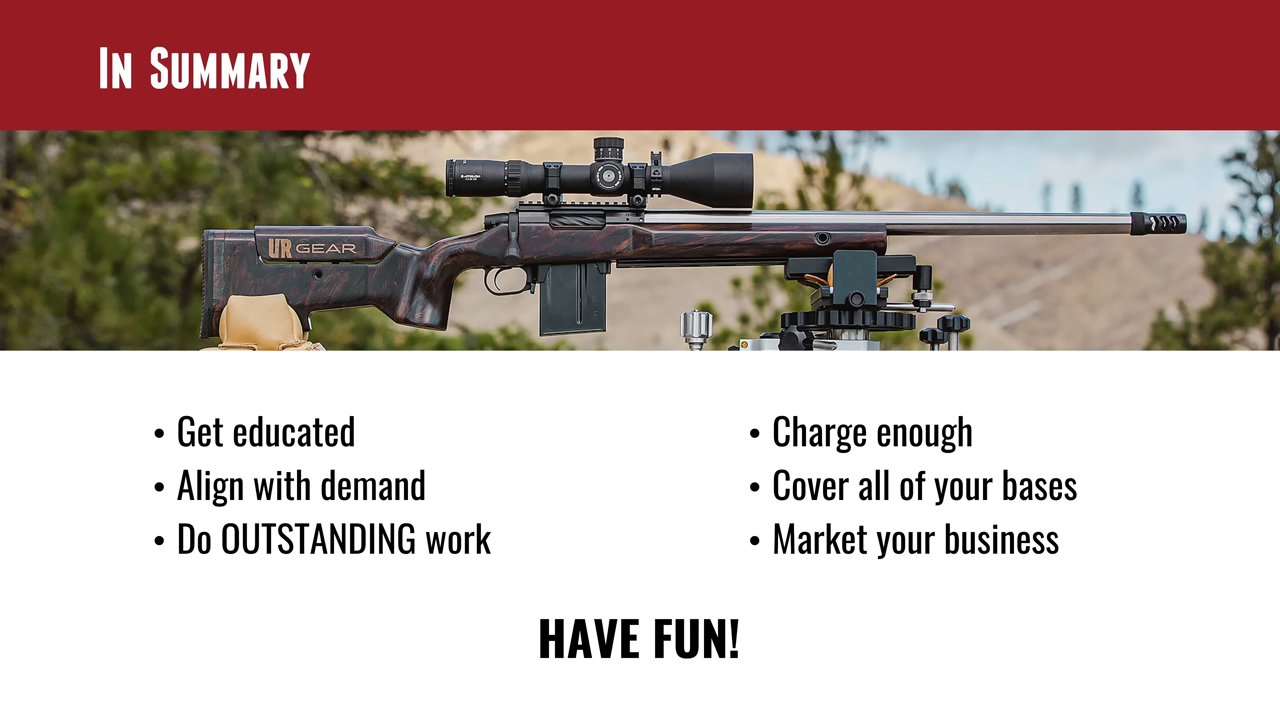 In Summary
UR GEAR
• Get educated
• Align with demand
• Do OUTSTANDING work
• Charge enough
• Cover all of your bases
• Market your business
HAVE FUN!